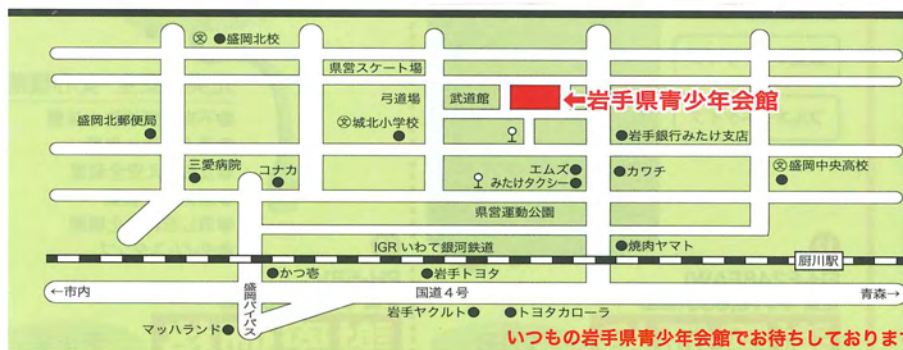 ㊫ ●盛岡北校
県営スケート場
弓道場
武道館
←岩手県青少年会館
盛岡北郵便局
㊫城北小学校
岩手銀行みたけ支店
三愛病院
コナカ
エムズ
みたけタクシー
カワチ
㊫盛岡中央高校
県営運動公園
IGR いわて銀河鉄道
焼肉ヤマト
厨川駅
かつ壱
岩手トヨタ
←市内
盛岡バイパス
国道4号
青森→
岩手ヤクルト
トヨタカローラ
マッハランド
いつもの岩手県青少年会館でお待ちしております